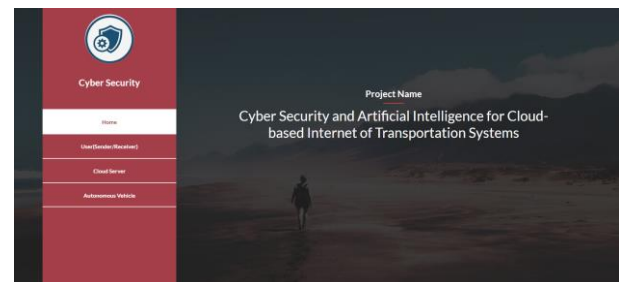 Cyber Security
Home
User(Sender/Receiver)
Cloud Server
Autonomous Vehicle
Project Name
Cyber Security and Artificial Intelligence for Cloud-
based Internet of Transportation Systems